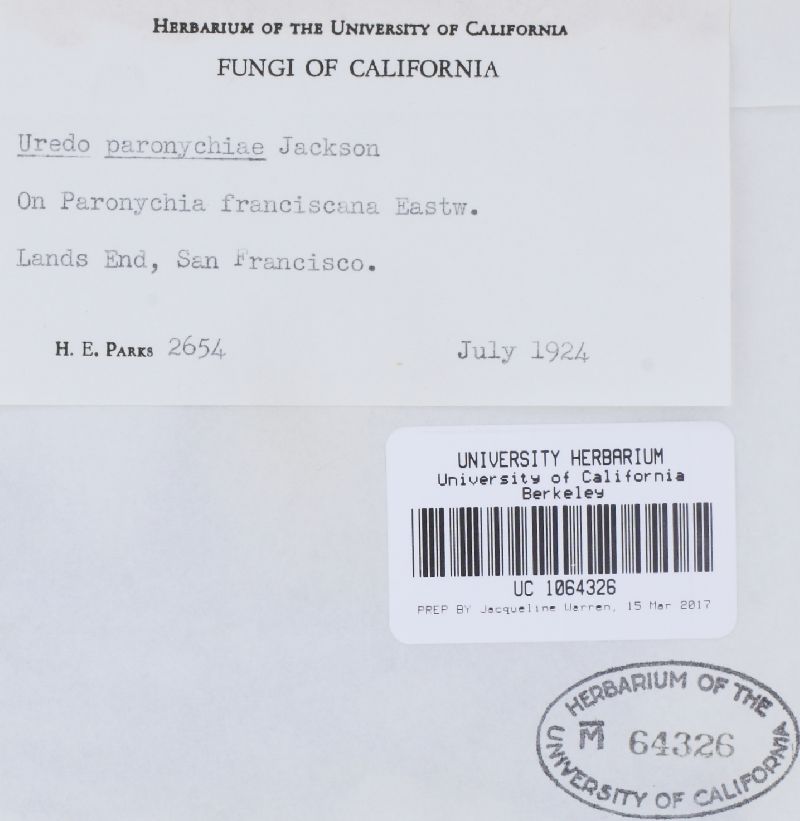 HERBARIUM OF THE UNIVERSITY OF CALIFORNIA
FUNGI OF CALIFORNIA
Uredo paronychiae Jackson
On Paronychia franciscana Eastw.
Lands End, San Francisco.
H. E. PARKS 2654 July 1924
UNIVERSITY HERBARIUM
University of California
Berkeley
UC 1064326
PREP BY Jacqueline Warren, 15 Mar 2017
HERBARIUM OF THE
M̅ 64326
UNIVERSITY OF CALIFORNIA